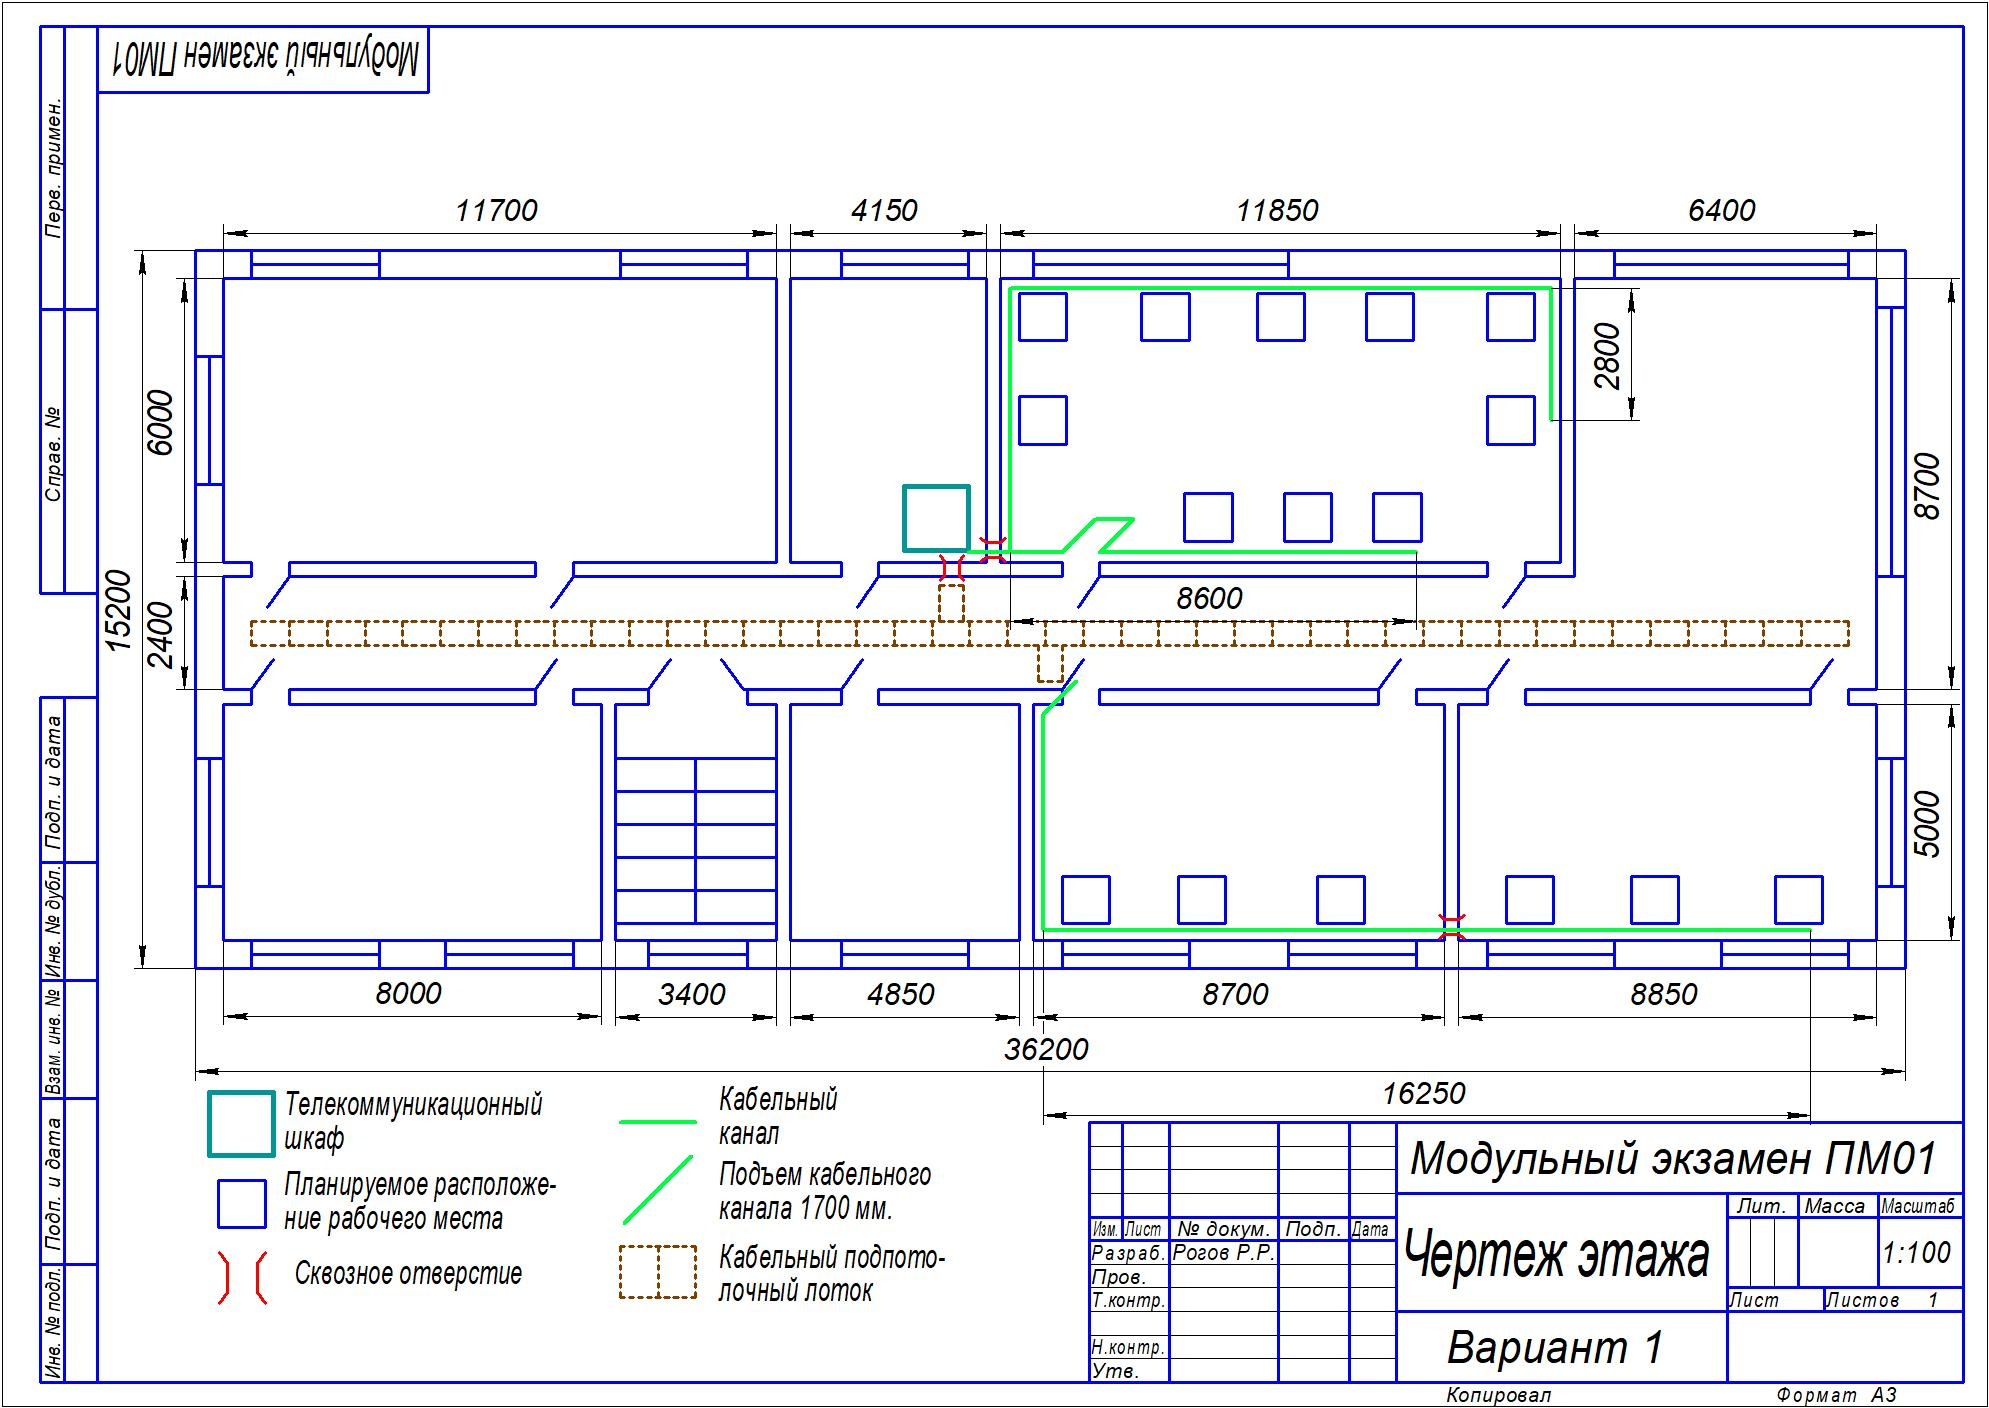 Модульный экзамен ПМ01
Перв. примен.
Справ. №
Подп. и дата
Инв. № дубл.
Взам. инв. №
Подп. и дата
Инв. № подл.
11700
4150
11850
6400
2800
6000
8700
15200
2400
8600
5000
8000
3400
4850
8700
8850
36200
16250
Телекоммуникационный
шкаф
Планируемое расположе-
ние рабочего места
Сквозное отверстие
Кабельный
канал
Подъем кабельного
канала 1700 мм.
Кабельный подпото-
лочный лоток
Модульный экзамен ПМ01
Изм. Лист № докум. Подп. Дата
Разраб. Рогов Р.Р.
Пров.
Т.контр.
Н.контр.
Утв.
Чертеж этажа
Лит. Масса Масштаб
1:100
Лист Листов 1
Вариант 1
Копировал Формат А3